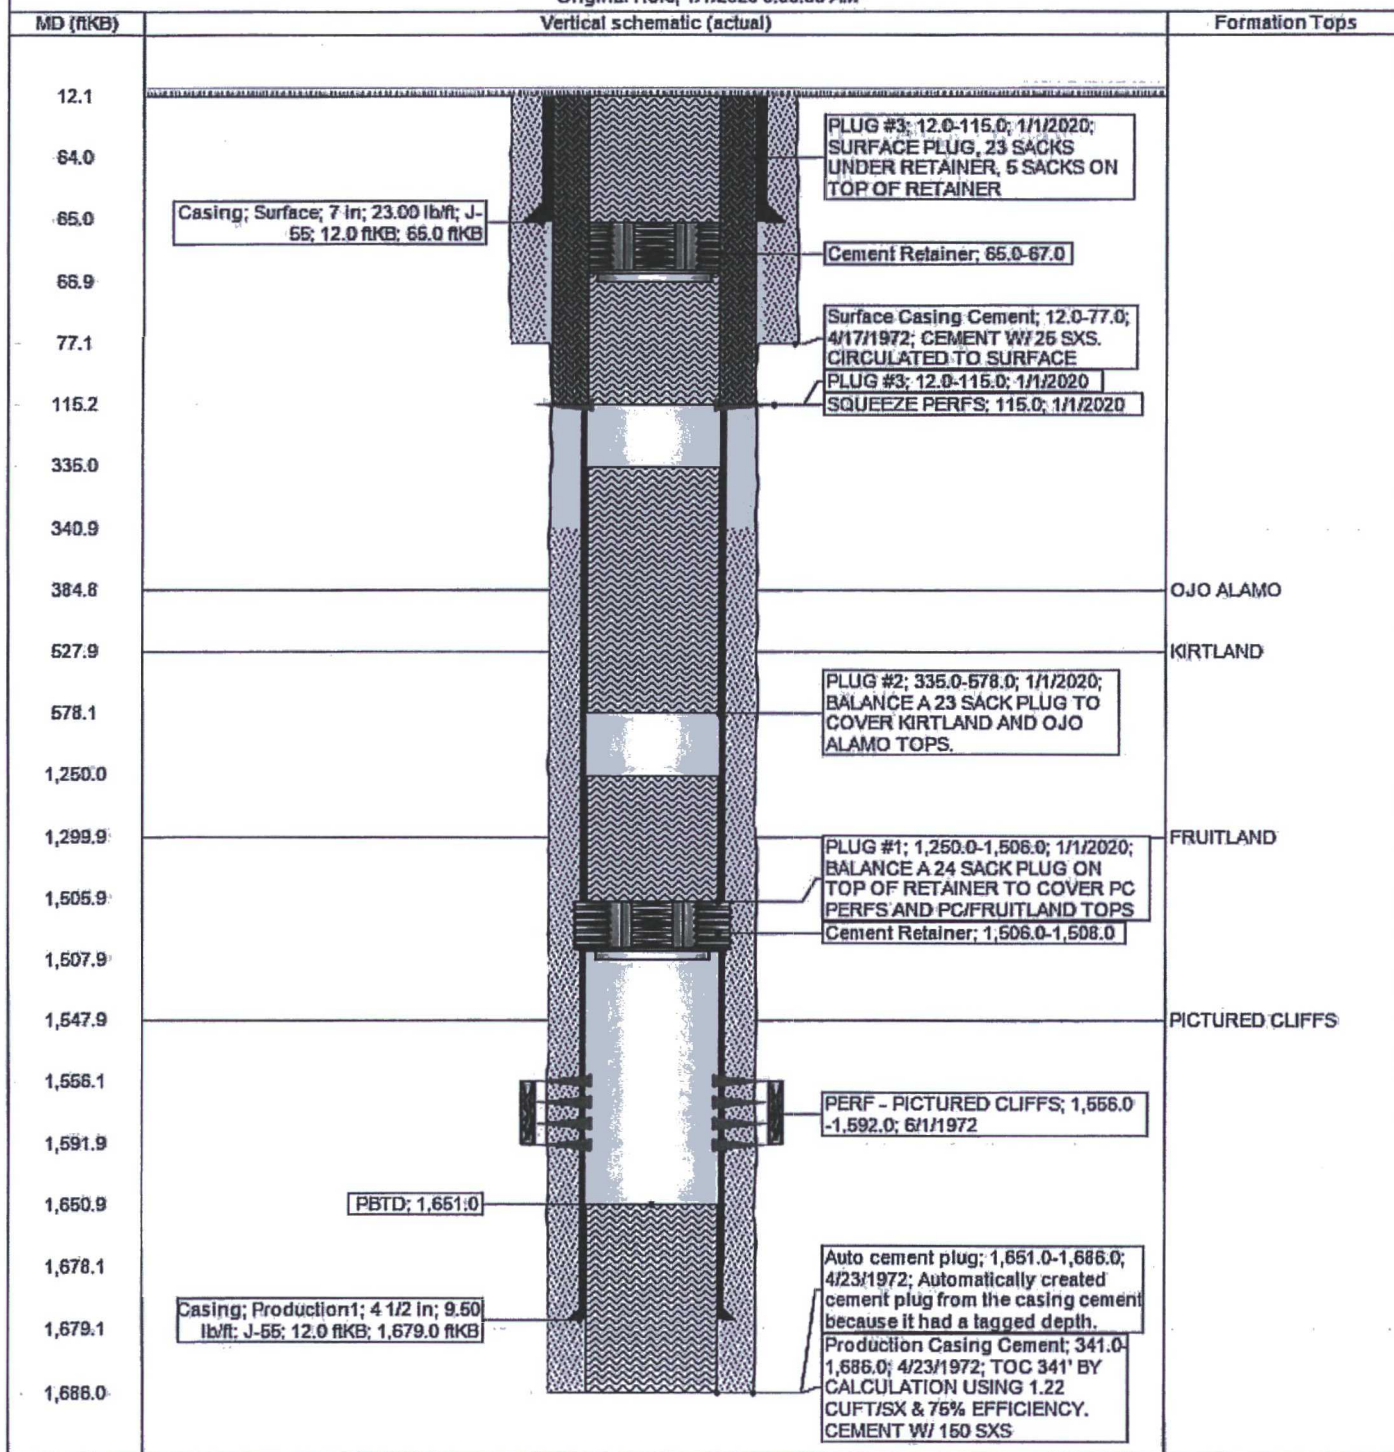 MD (ftKB)
Vertical schematic (actual)
Formation Tops
12.1
PLUG #3; 12.0-115.0; 1/1/2020;
SURFACE PLUG, 23 SACKS
UNDER RETAINER, 5 SACKS ON
TOP OF RETAINER
64.0
Casing; Surface; 7 in; 23.00 lb/ft; J-
55; 12.0 ftKB; 65.0 ftKB
65.0
Cement Retainer; 65.0-67.0
66.9
Surface Casing Cement; 12.0-77.0;
4/17/1972; CEMENT W/ 25 SXS.
CIRCULATED TO SURFACE
77.1
PLUG #3; 12.0-115.0; 1/1/2020
115.2
SQUEEZE PERFS; 115.0; 1/1/2020
335.0
340.9
384.8
OJO ALAMO
527.9
KIRTLAND
PLUG #2; 335.0-578.0; 1/1/2020;
BALANCE A 23 SACK PLUG TO
COVER KIRTLAND AND OJO
ALAMO TOPS.
578.1
1,250.0
1,299.9
FRUITLAND
PLUG #1; 1,250.0-1,506.0; 1/1/2020;
BALANCE A 24 SACK PLUG ON
TOP OF RETAINER TO COVER PC
PERFS AND PC/FRUITLAND TOPS
1,505.9
Cement Retainer; 1,506.0-1,508.0
1,507.9
1,547.9
PICTURED CLIFFS
1,556.1
PERF - PICTURED CLIFFS; 1,556.0
-1,592.0; 6/1/1972
1,591.9
PBTD; 1,651.0
1,650.9
Auto cement plug; 1,651.0-1,686.0;
4/23/1972; Automatically created
cement plug from the casing cement
because it had a tagged depth.
1,678.1
Casing; Production1; 4 1/2 in; 9.50
lb/ft; J-55; 12.0 ftKB; 1,679.0 ftKB
1,679.1
Production Casing Cement; 341.0-
1,686.0; 4/23/1972; TOC 341' BY
CALCULATION USING 1.22
CUFT/SX & 75% EFFICIENCY.
CEMENT W/ 150 SXS
1,686.0